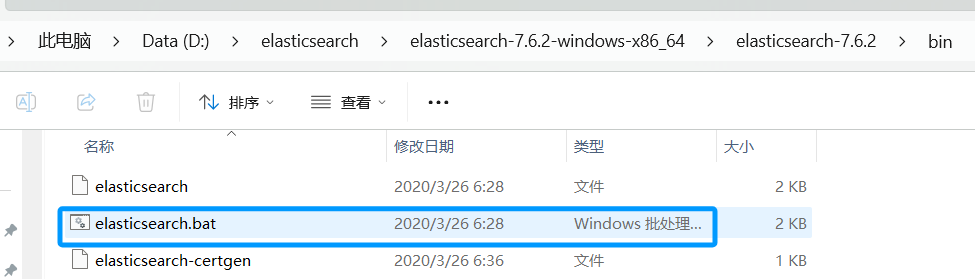 此电脑 > Data (D:) > elasticsearch > elasticsearch-7.6.2-windows-x86_64 > elasticsearch-7.6.2 > bin
排序 查看
名称 修改日期 类型 大小
elasticsearch 2020/3/26 6:28 文件 2 KB
elasticsearch.bat 2020/3/26 6:28 Windows 批处理... 2 KB
elasticsearch-certgen 2020/3/26 6:36 文件 1 KB